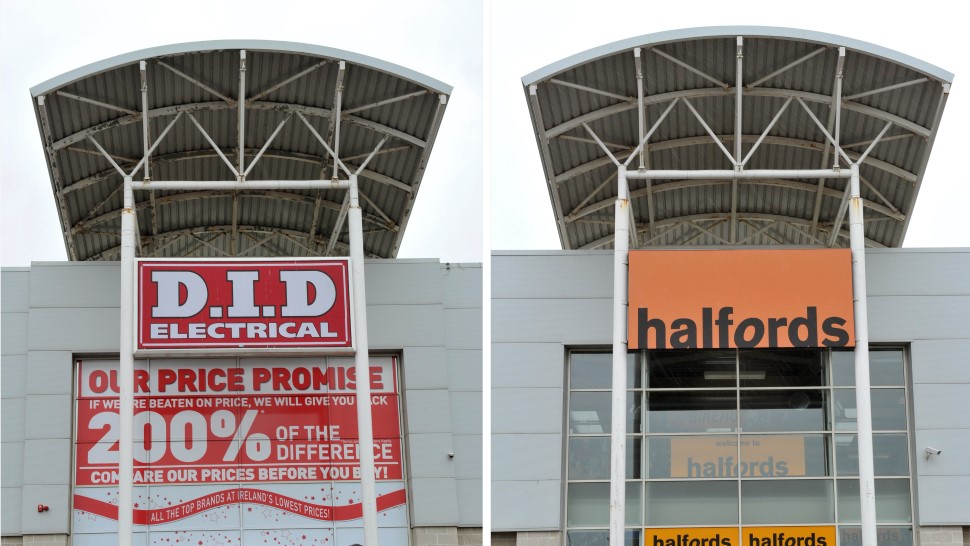 D.I.D
ELECTRICAL
OUR PRICE PROMISE
IF WE'RE BEATEN ON PRICE, WE WILL GIVE YOU BACK
200% OF THE
DIFFERENCE
COMPARE OUR PRICES BEFORE YOU BUY!
ALL THE BRANDS AT IRELAND'S LOWEST PRICES!
halfords
welcome to
halfords
halfords halfords